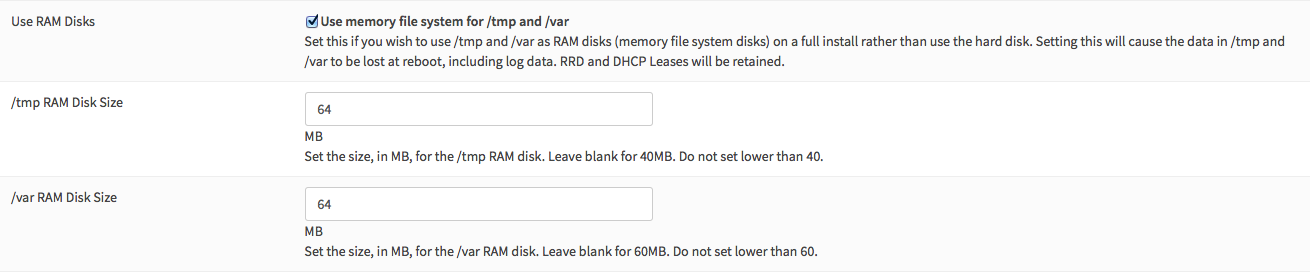 Use RAM Disks
Use memory file system for /tmp and /var
Set this if you wish to use /tmp and /var as RAM disks (memory file system disks) on a full install rather than use the hard disk. Setting this will cause the data in /tmp and
/var to be lost at reboot, including log data. RRD and DHCP Leases will be retained.
/tmp RAM Disk Size
64
MB
Set the size, in MB, for the /tmp RAM disk. Leave blank for 40MB. Do not set lower than 40.
/var RAM Disk Size
64
MB
Set the size, in MB, for the /var RAM disk. Leave blank for 60MB. Do not set lower than 60.